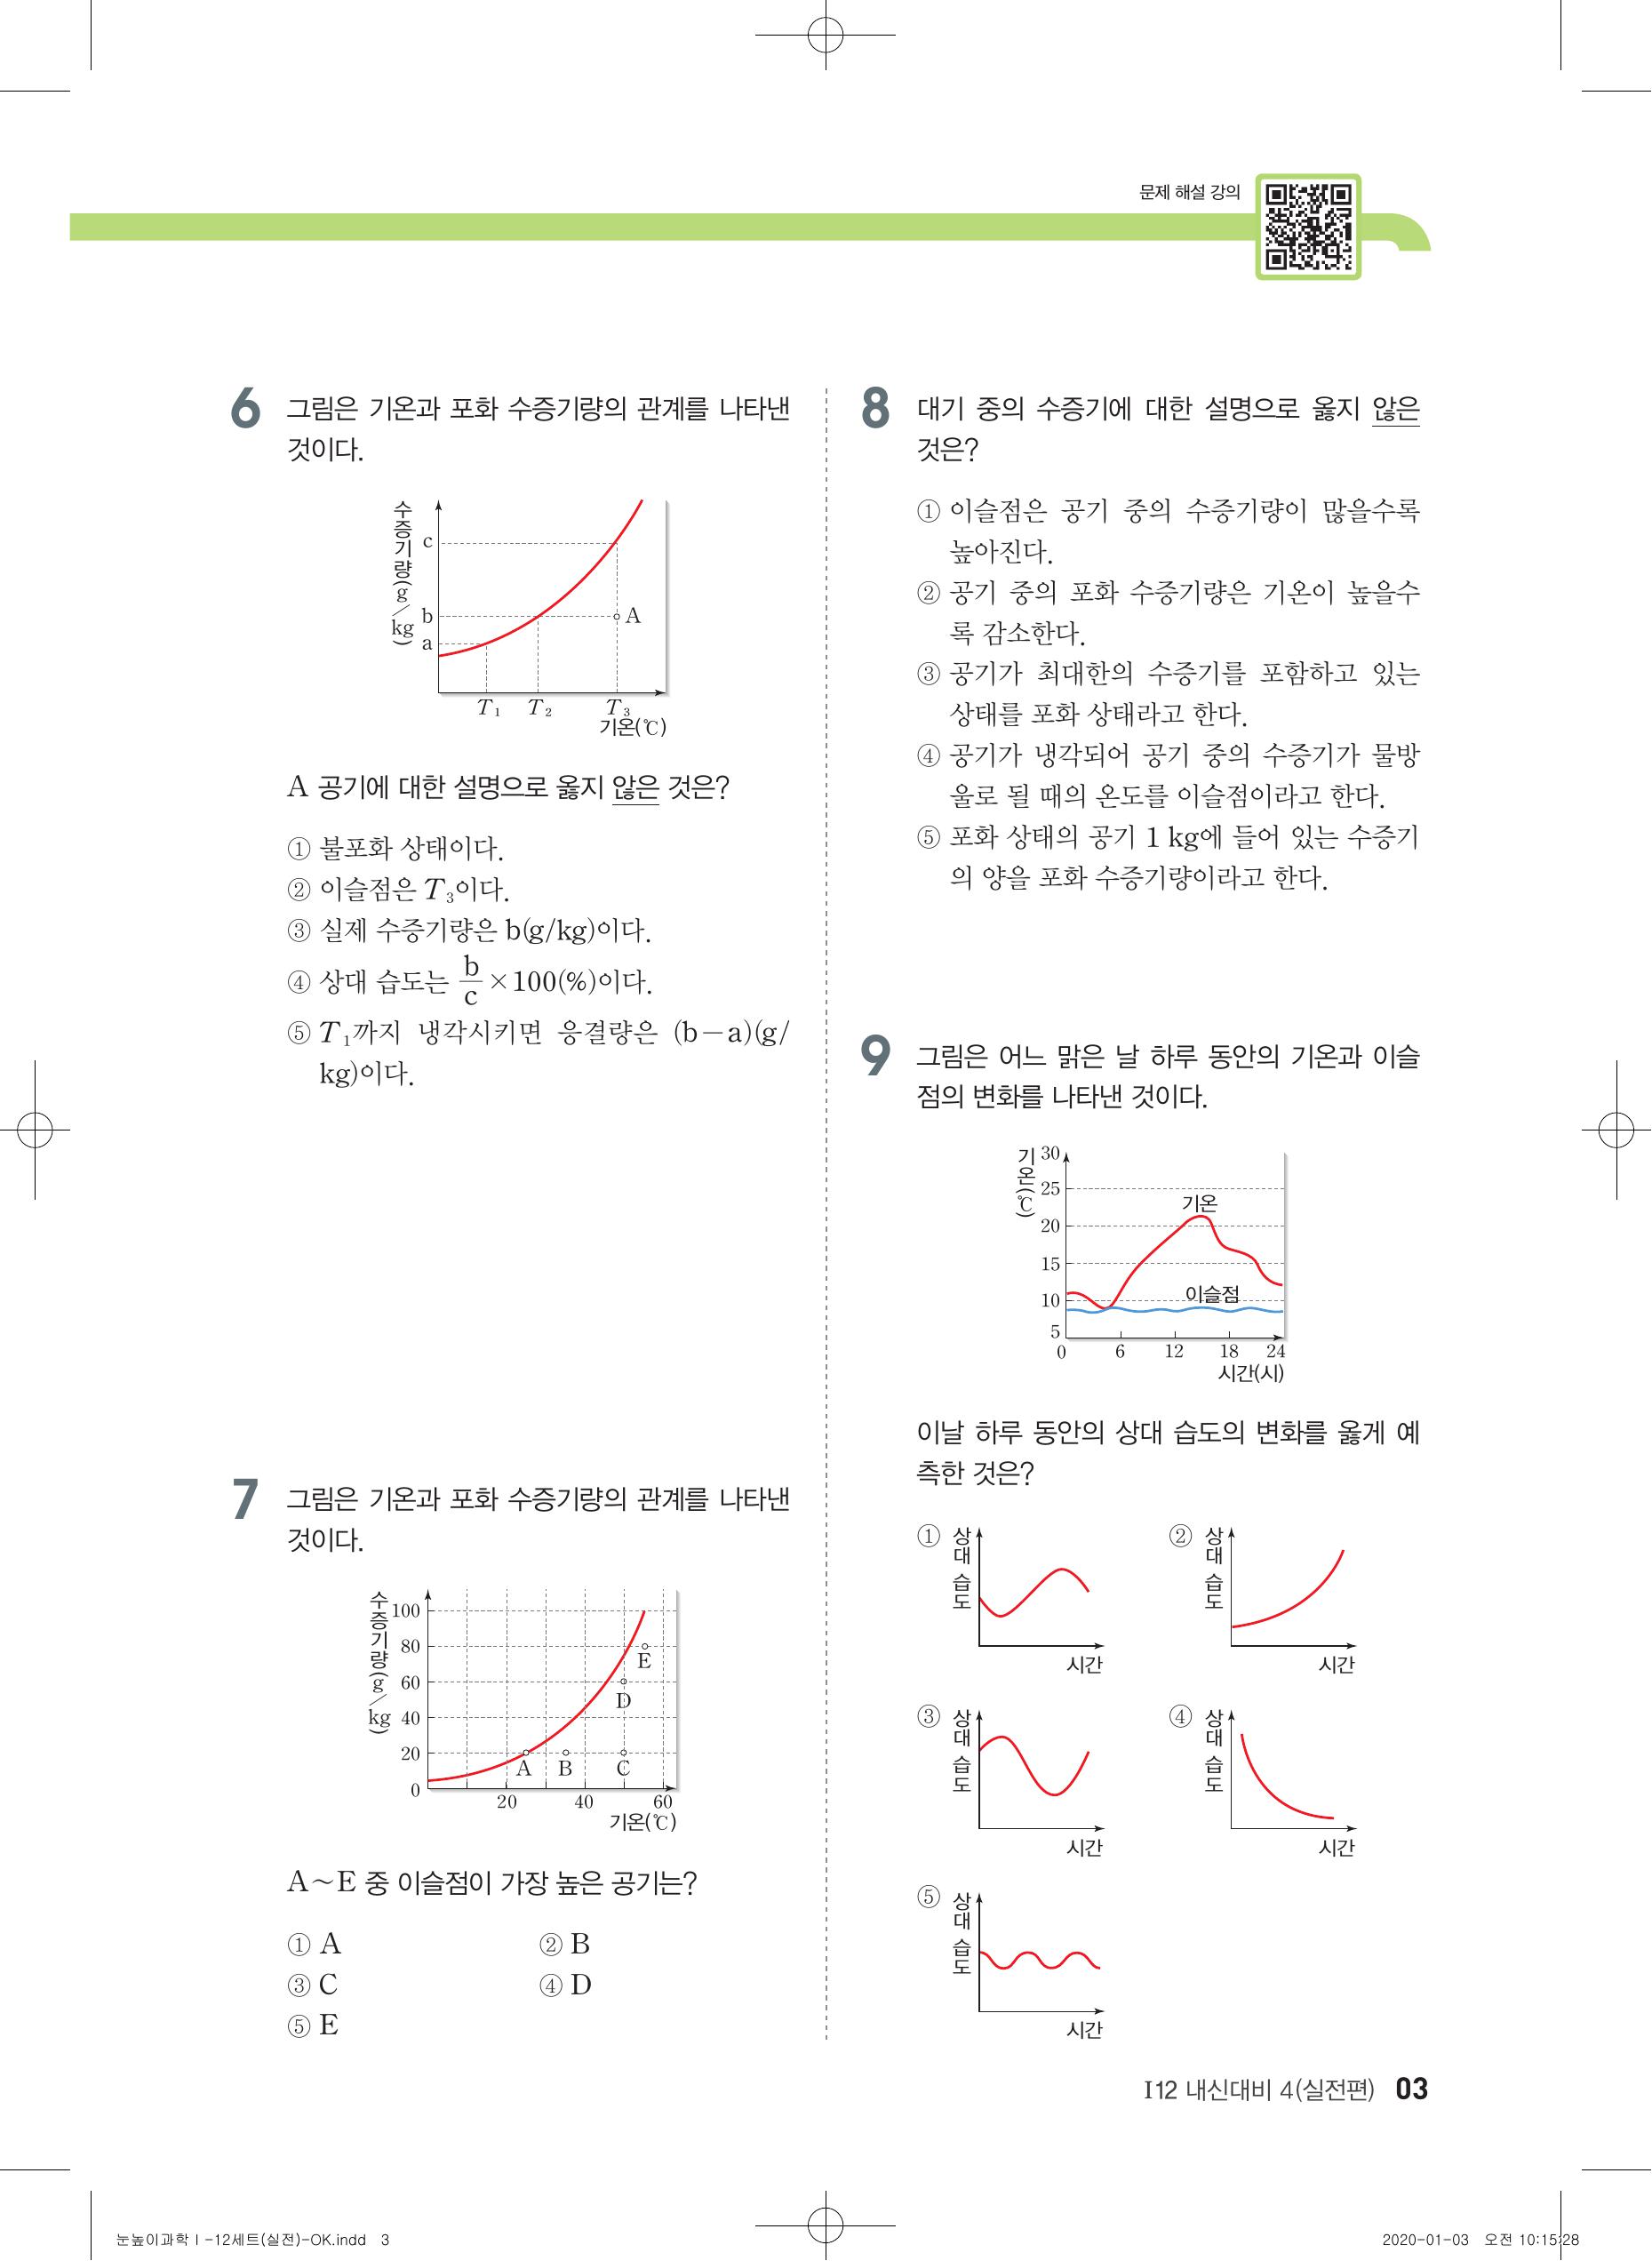 문제 해설 강의
6 그림은 기온과 포화 수증기량의 관계를 나타낸
것이다.
수증기량(g/kg)
c
b
a
A
T₁ T₂ T₃
기온(℃)
A 공기에 대한 설명으로 옳지 않은 것은?
① 불포화 상태이다.
② 이슬점은 T₃이다.
③ 실제 수증기량은 b(g/kg)이다.
④ 상대 습도는 b/c ×100(%)이다.
⑤ T₁까지 냉각시키면 응결량은 (b－a)(g/
kg)이다.
7 그림은 기온과 포화 수증기량의 관계를 나타낸
것이다.
수증기량(g/kg)
100
80
60
40
20
0
E
D
A B C
20 40 60
기온(℃)
A～E 중 이슬점이 가장 높은 공기는?
① A ② B
③ C ④ D
⑤ E
8 대기 중의 수증기에 대한 설명으로 옳지 않은
것은?
① 이슬점은 공기 중의 수증기량이 많을수록
높아진다.
② 공기 중의 포화 수증기량은 기온이 높을수
록 감소한다.
③ 공기가 최대한의 수증기를 포함하고 있는
상태를 포화 상태라고 한다.
④ 공기가 냉각되어 공기 중의 수증기가 물방
울로 될 때의 온도를 이슬점이라고 한다.
⑤ 포화 상태의 공기 1 kg에 들어 있는 수증기
의 양을 포화 수증기량이라고 한다.
9 그림은 어느 맑은 날 하루 동안의 기온과 이슬
점의 변화를 나타낸 것이다.
기온(℃)
30
25
20
15
10
5
기온
이슬점
0 6 12 18 24
시간(시)
이날 하루 동안의 상대 습도의 변화를 옳게 예
측한 것은?
① 상대 습도
시간
② 상대 습도
시간
③ 상대 습도
시간
④ 상대 습도
시간
⑤ 상대 습도
시간
I12 내신대비 4(실전편) 03
눈높이과학Ⅰ-12세트(실전)-OK.indd 3
2020-01-03 오전 10:15:28